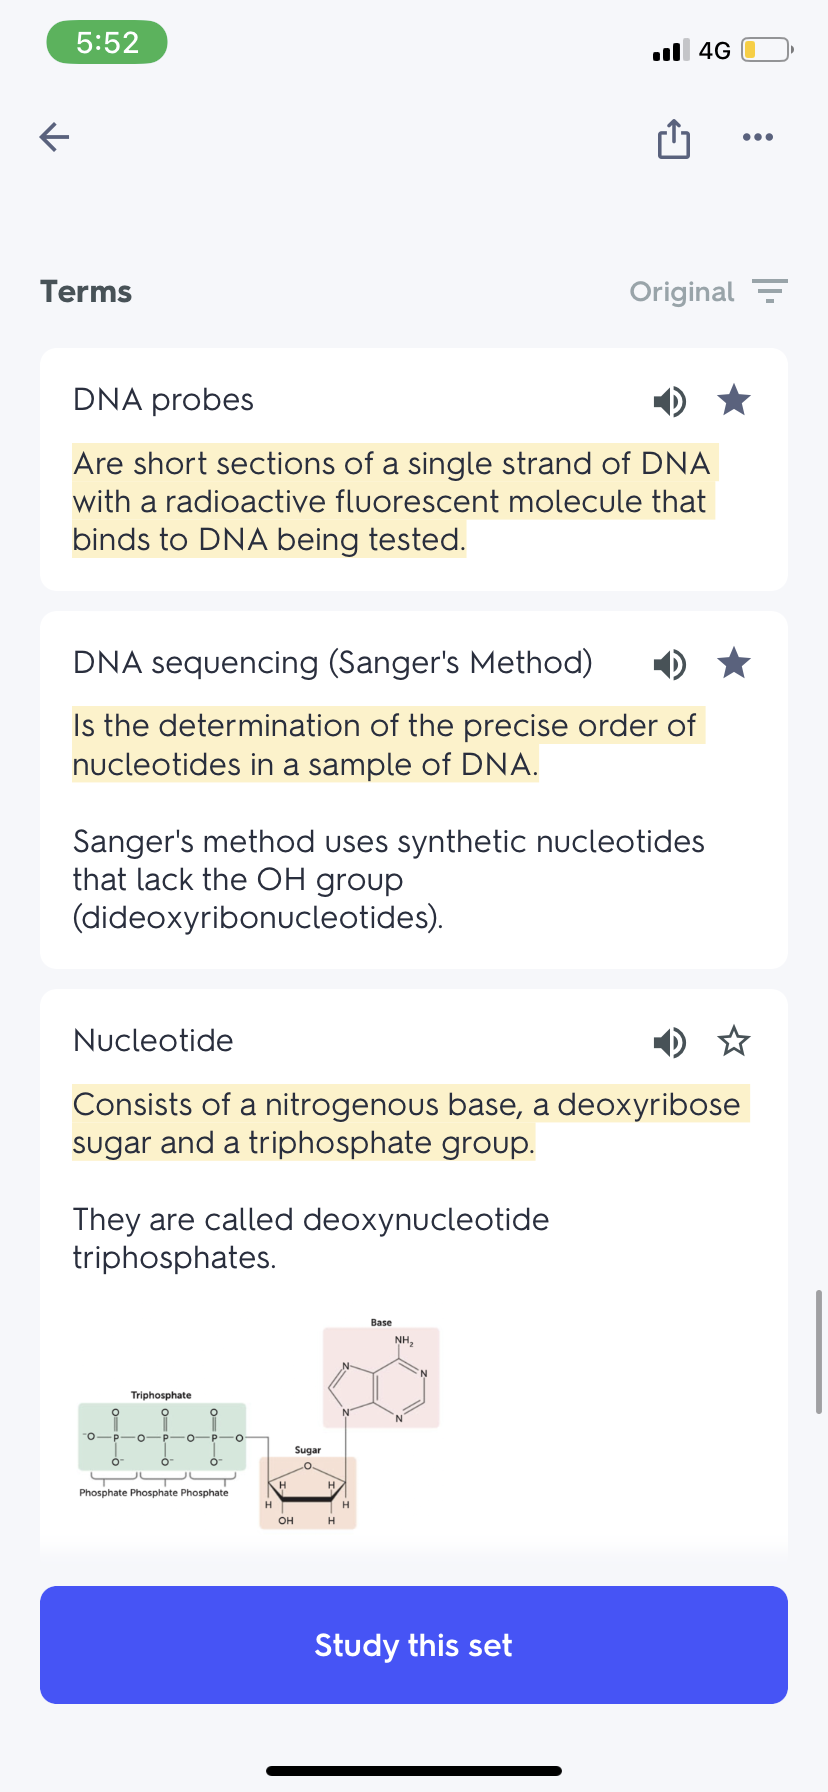 5:52
4G
Terms
Original
DNA probes
Are short sections of a single strand of DNA
with a radioactive fluorescent molecule that
binds to DNA being tested.
DNA sequencing (Sanger's Method)
Is the determination of the precise order of
nucleotides in a sample of DNA.
Sanger's method uses synthetic nucleotides
that lack the OH group
(dideoxyribonucleotides).
Nucleotide
Consists of a nitrogenous base, a deoxyribose
sugar and a triphosphate group.
They are called deoxynucleotide
triphosphates.
Base
NH₂
N N
N N
Triphosphate
O O O
⁻O P O P O P O
O⁻ O⁻ O⁻
Phosphate Phosphate Phosphate
Sugar
O
H H
H H
OH H
Study this set